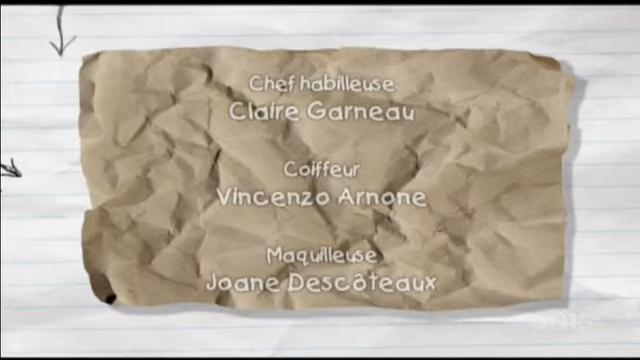 Chef habilleuse
Claire Garneau
Coiffeur
Vincenzo Arnone
Maquilleuse
Joane Descôteaux